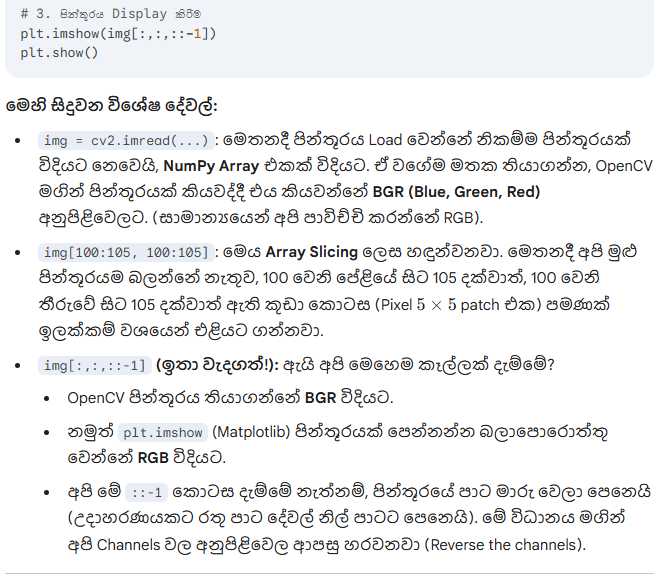 # 3. පින්තූරය Display කිරීම
plt.imshow(img[:,:,::-1])
plt.show()
මෙහි සිදුවන විශේෂ දේවල්:
• img = cv2.imread(...) : මෙතනදී පින්තූරය Load වෙන්නේ නිකම්ම පින්තූරයක්
විදියට නෙවෙයි, NumPy Array එකක් විදියට. ඒ වගේම මතක තියාගන්න, OpenCV
මගින් පින්තූරයක් කියවද්දී එය කියවන්නේ BGR (Blue, Green, Red)
අනුපිළිවෙලට. (සාමාන්‍යයෙන් අපි පාවිච්චි කරන්නේ RGB).
• img[100:105, 100:105] : මෙය Array Slicing ලෙස හඳුන්වනවා. මෙතනදී අපි මුළු
පින්තූරයම බලන්නේ නැතුව, 100 වෙනි පේළියේ සිට 105 දක්වාත්, 100 වෙනි
තීරුවේ සිට 105 දක්වාත් ඇති කුඩා කොටස (Pixel 5 × 5 patch එක) පමණක්
ඉලක්කම් වශයෙන් එළියට ගන්නවා.
• img[:,:,::-1] (ඉතා වැදගත්!): ඇයි අපි මෙහෙම කෑල්ලක් දැම්මේ?
• OpenCV පින්තූරය තියාගන්නේ BGR විදියට.
• නමුත් plt.imshow (Matplotlib) පින්තූරයක් පෙන්නන්න බලාපොරොත්තු
වෙන්නේ RGB විදියට.
• අපි මේ ::-1 කොටස දැම්මේ නැත්නම්, පින්තූරයේ පාට මාරු වෙලා පෙනෙයි
(උදාහරණයකට රතු පාට දේවල් නිල් පාටට පෙනෙයි). මේ විධානය මගින්
අපි Channels වල අනුපිළිවෙල ආපසු හරවනවා (Reverse the channels).